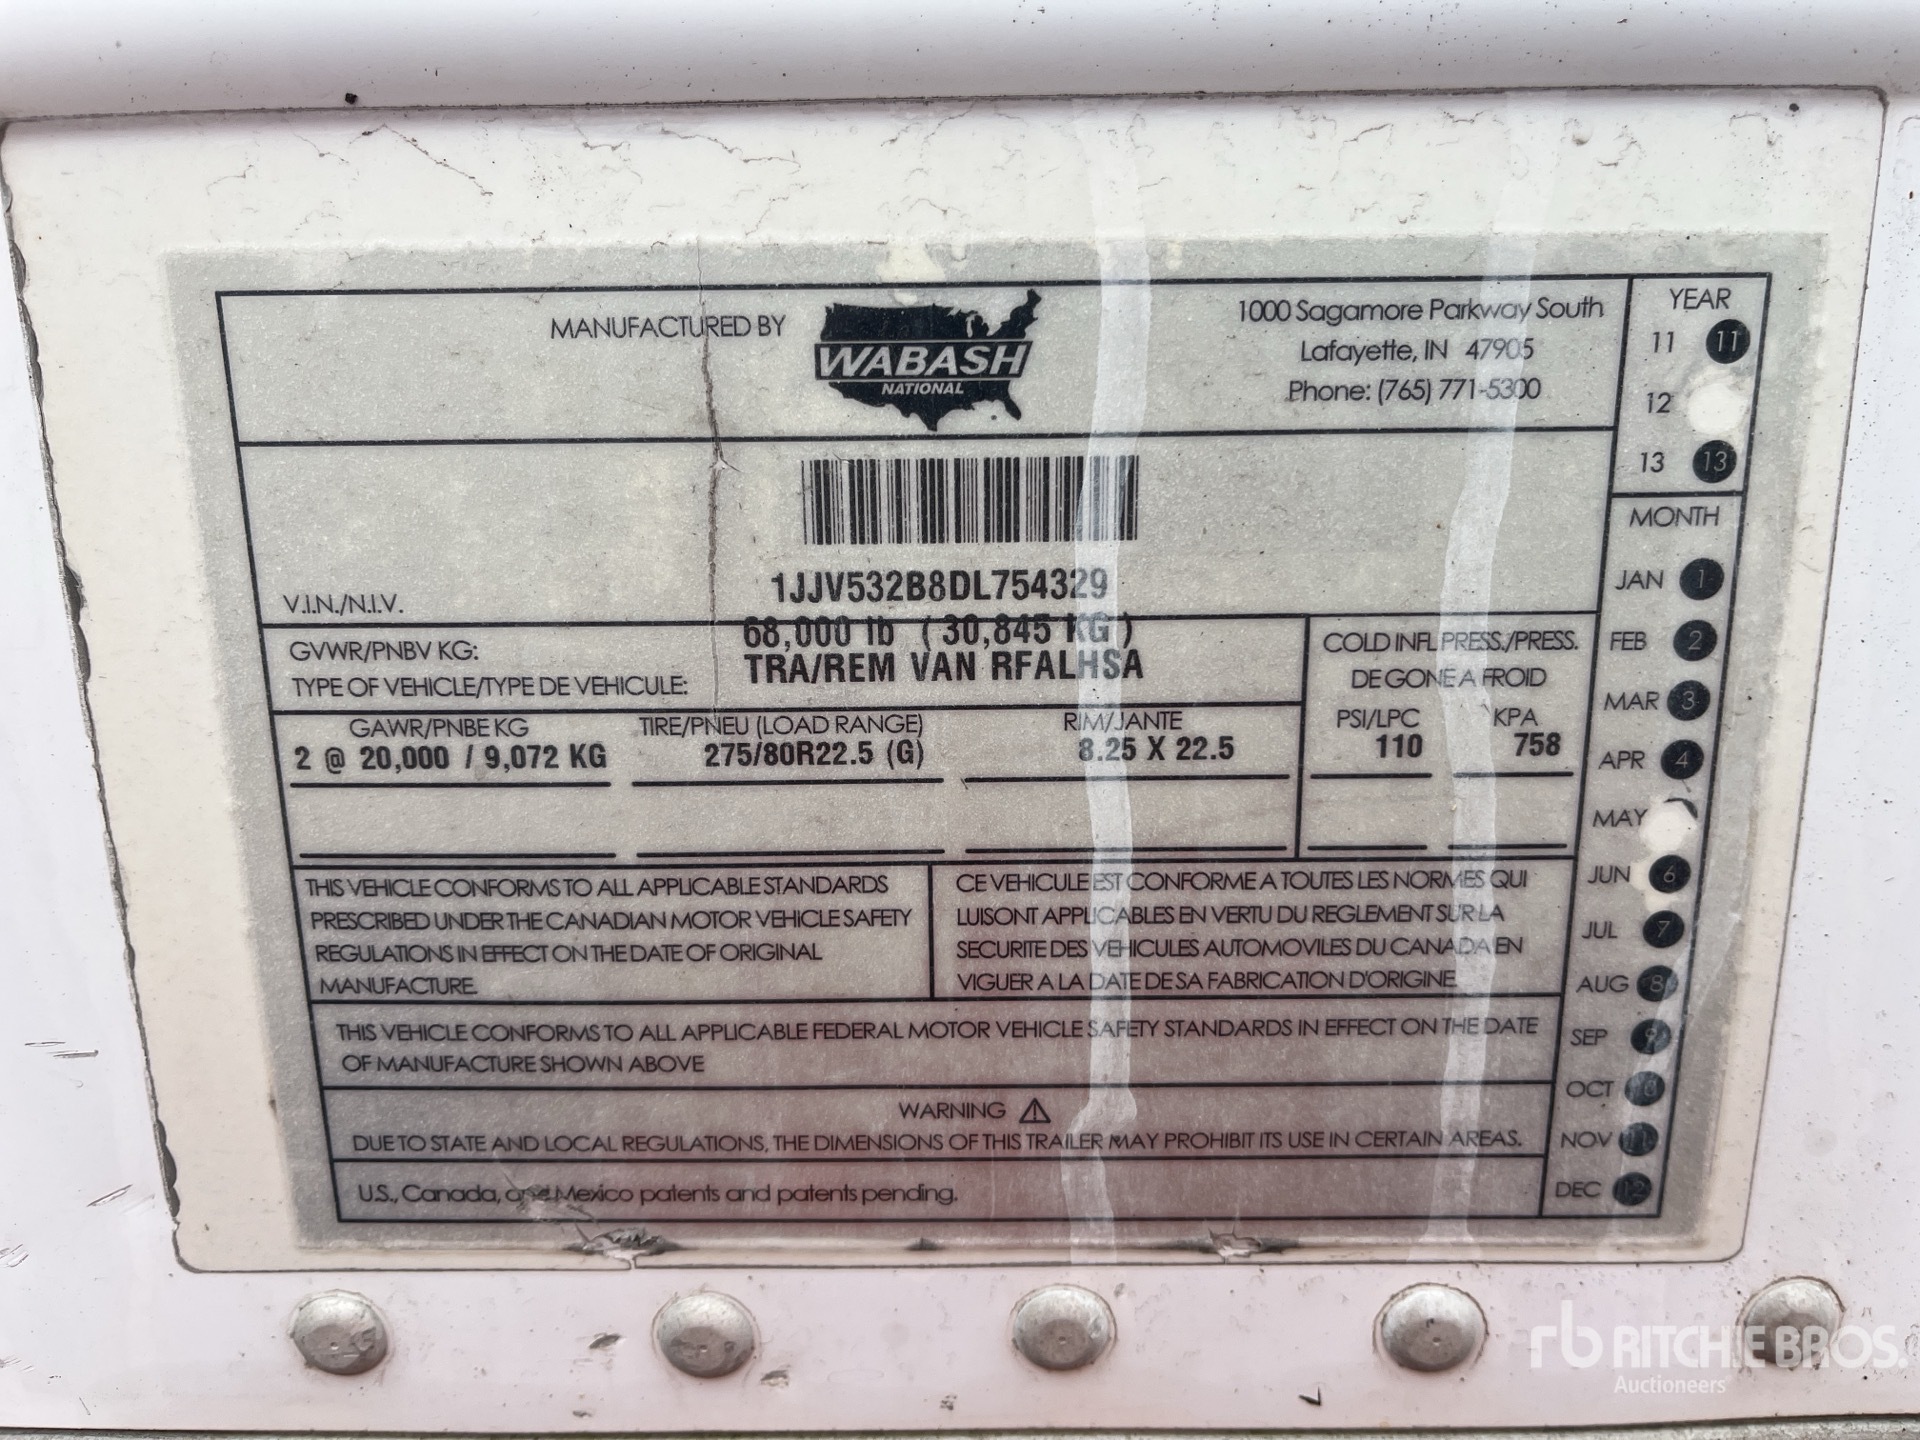 MANUFACTURED BY
WABASH
NATIONAL
1000 Sagamore Parkway South
Lafayette, IN 47905
Phone: (765) 771-5300
YEAR
11 11
12
13 13
1JJV532B8DL754329
V.I.N./N.I.V.
GVWR/PNBV KG: 68,000 lb ( 30,845 KG )
TYPE OF VEHICLE/TYPE DE VEHICULE: TRA/REM VAN RFALHSA
COLD INFL PRESS./PRESS.
DE GONE A FROID
GAWR/PNBE KG TIRE/PNEU (LOAD RANGE) RIM/JANTE PSI/LPC KPA
2 @ 20,000 / 9,072 KG 275/80R22.5 (G) 8.25 X 22.5 110 758
MONTH
JAN 1
FEB 2
MAR 3
APR 4
MAY
JUN 6
JUL 7
AUG 8
SEP 9
OCT 10
NOV 11
DEC 12
THIS VEHICLE CONFORMS TO ALL APPLICABLE STANDARDS
PRESCRIBED UNDER THE CANADIAN MOTOR VEHICLE SAFETY
REGULATIONS IN EFFECT ON THE DATE OF ORIGINAL
MANUFACTURE.
CE VEHICULE EST CONFORME A TOUTES LES NORMES QUI
LUISONT APPLICABLES EN VERTU DU REGLEMENT SUR LA
SECURITE DES VEHICULES AUTOMOVILES DU CANADA EN
VIGUER A LA DATE DE SA FABRICATION D'ORIGINE.
THIS VEHICLE CONFORMS TO ALL APPLICABLE FEDERAL MOTOR VEHICLE SAFETY STANDARDS IN EFFECT ON THE DATE
OF MANUFACTURE SHOWN ABOVE
WARNING
DUE TO STATE AND LOCAL REGULATIONS, THE DIMENSIONS OF THIS TRAILER MAY PROHIBIT ITS USE IN CERTAIN AREAS.
U.S., Canada, and Mexico patents and patents pending.
rb RITCHIE BROS.
Auctioneers